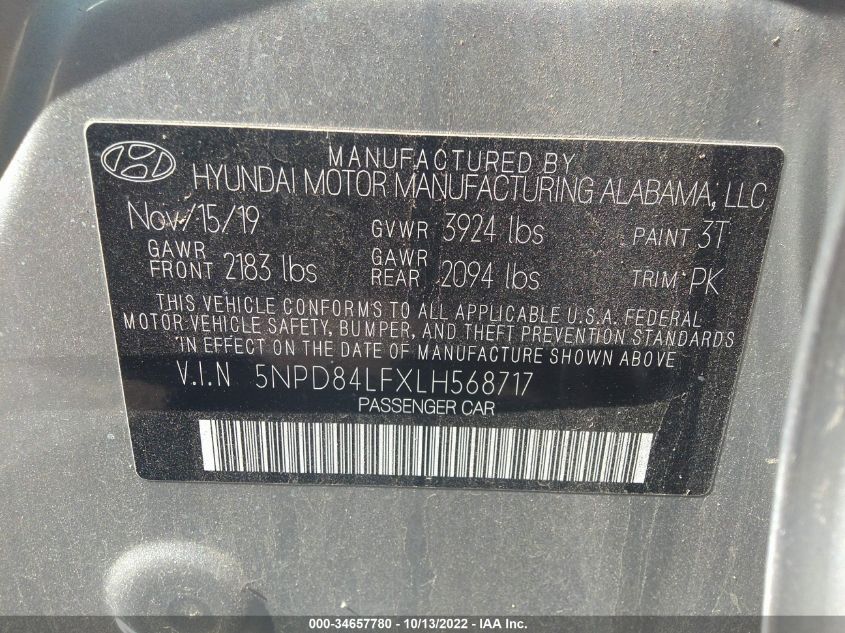 MANUFACTURED BY
HYUNDAI MOTOR MANUFACTURING ALABAMA, LLC
Nov/15/19 GVWR 3924 lbs PAINT 3T
GAWR FRONT 2183 lbs GAWR REAR 2094 lbs TRIM PK
THIS VEHICLE CONFORMS TO ALL APPLICABLE U.S.A. FEDERAL
MOTOR VEHICLE SAFETY, BUMPER, AND THEFT PREVENTION STANDARDS
IN EFFECT ON THE DATE OF MANUFACTURE SHOWN ABOVE
V.I.N 5NPD84LFXLH568717
PASSENGER CAR
000-34657780 - 10/13/2022 - IAA Inc.